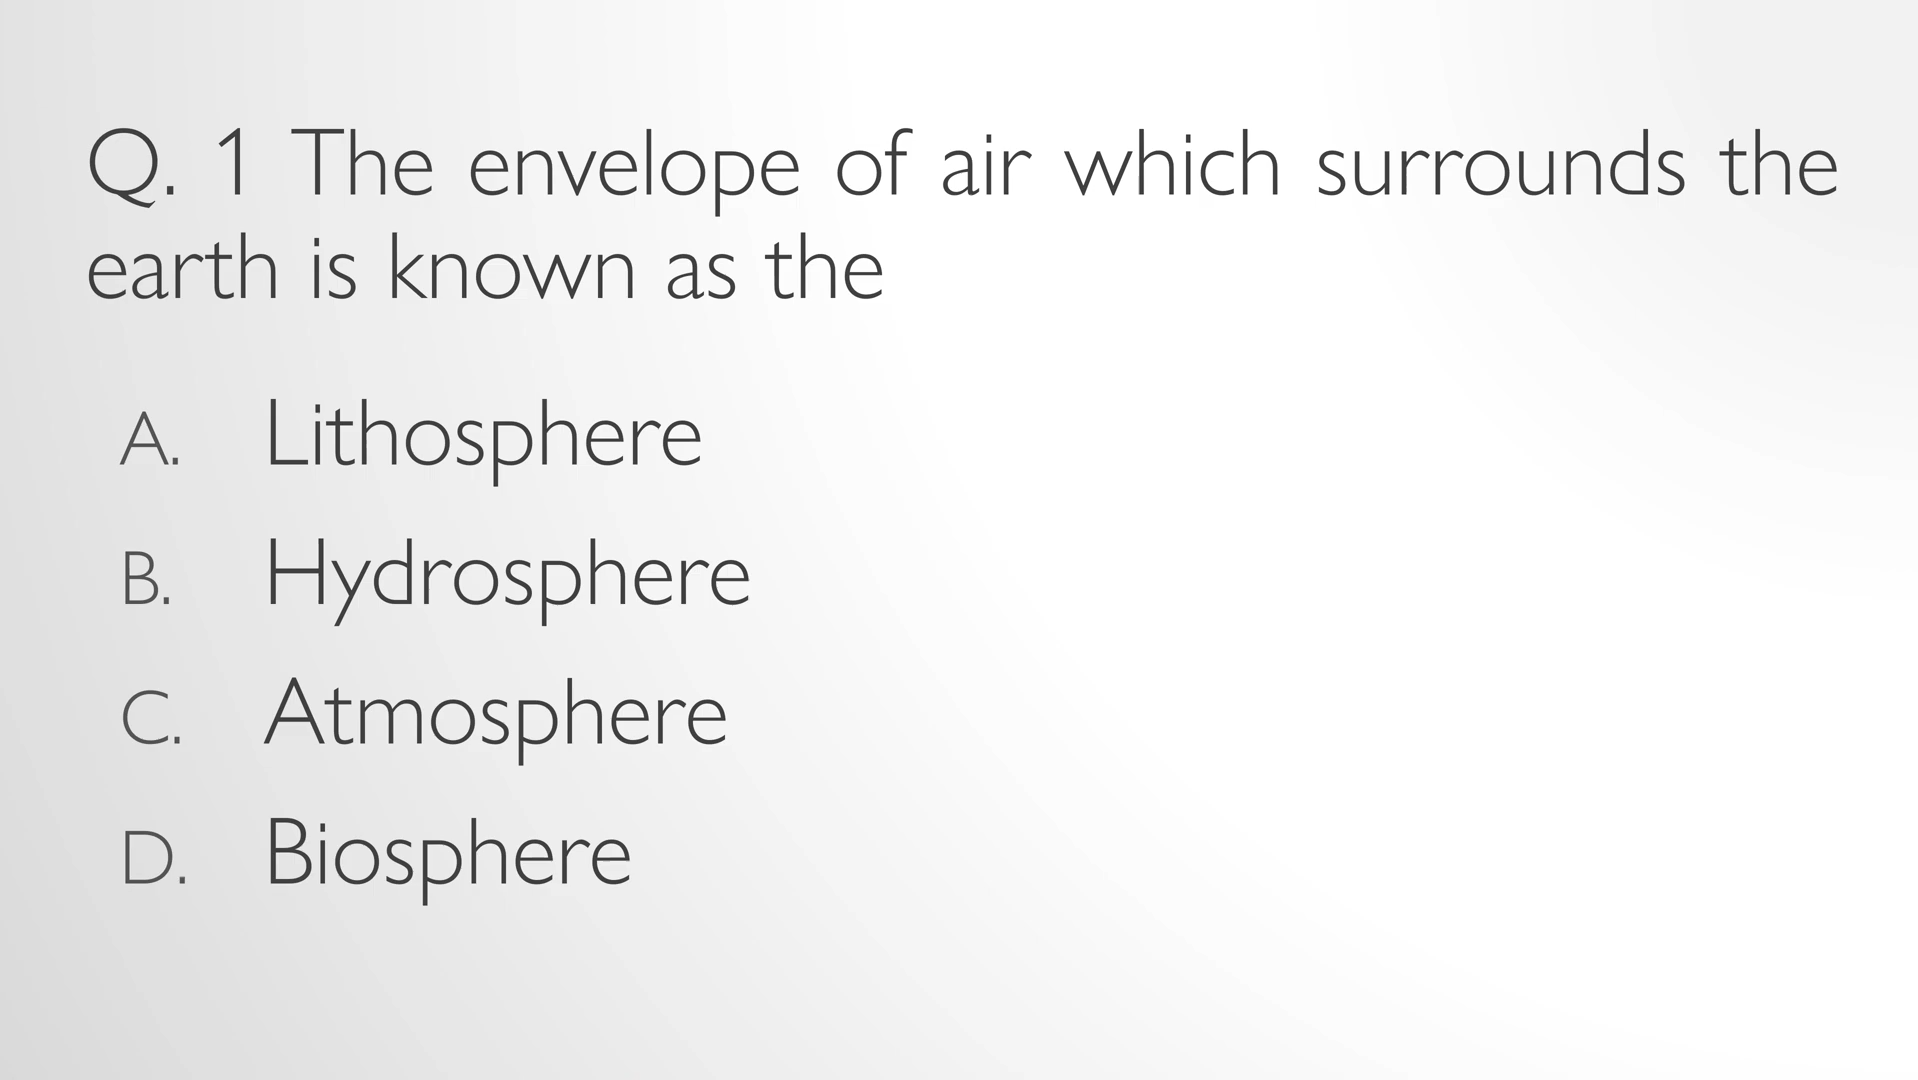 Q. 1 The envelope of air which surrounds the
earth is known as the
A. Lithosphere
B. Hydrosphere
C. Atmosphere
D. Biosphere